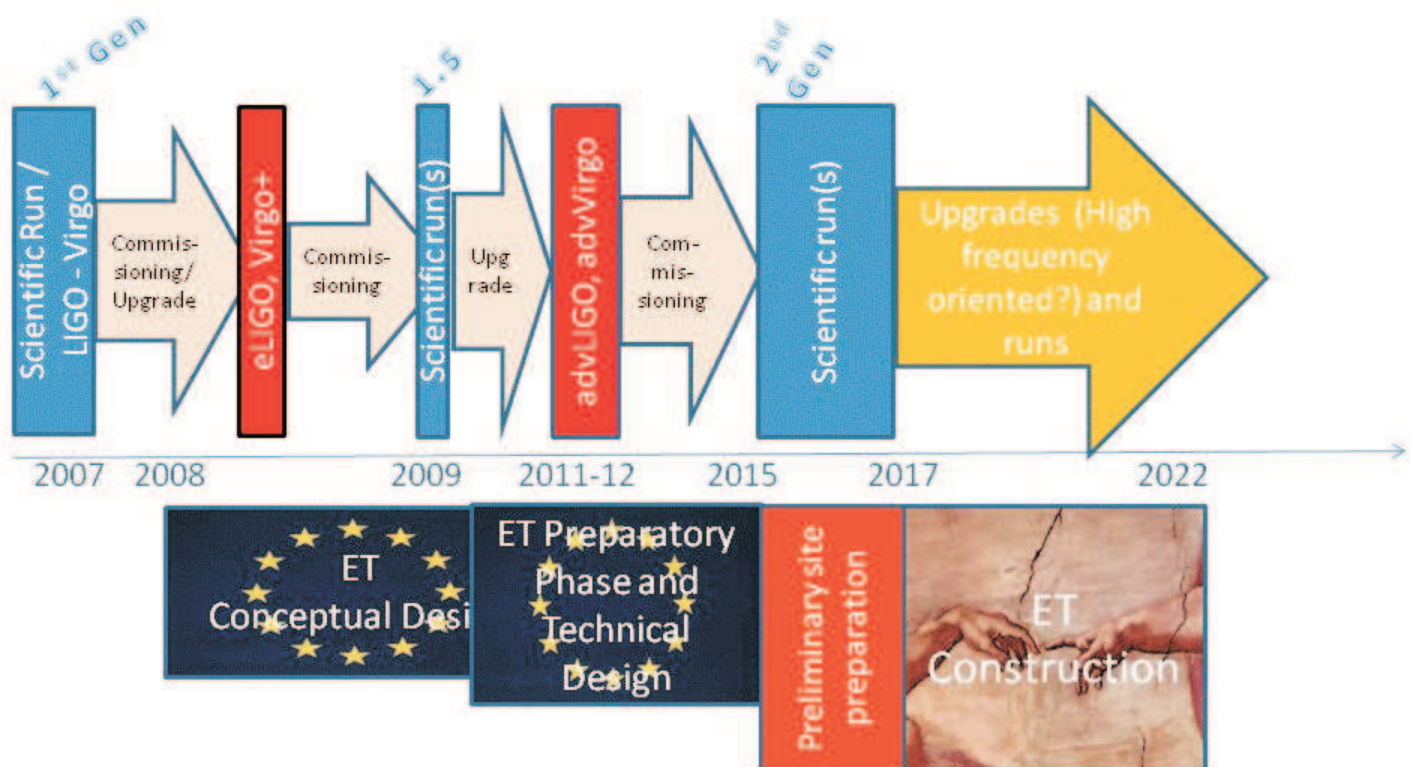 1st Gen
1.5
2nd
Gen
Scientific Run /
LIGO - Virgo
Commis-
sioning/
Upgrade
eLIGO, Virgo+
Commis-
sioning
Scientific run(s)
Upg
rade
advLIGO, advVirgo
Com-
mis-
sioning
Scientific run(s)
Upgrades (High
frequency
oriented?) and
runs
2007 2008 2009 2011-12 2015 2017 2022
ET
Conceptual Desi
ET Preparatory
Phase and
Technical
Design
Preliminary site
preparation
ET
Construction